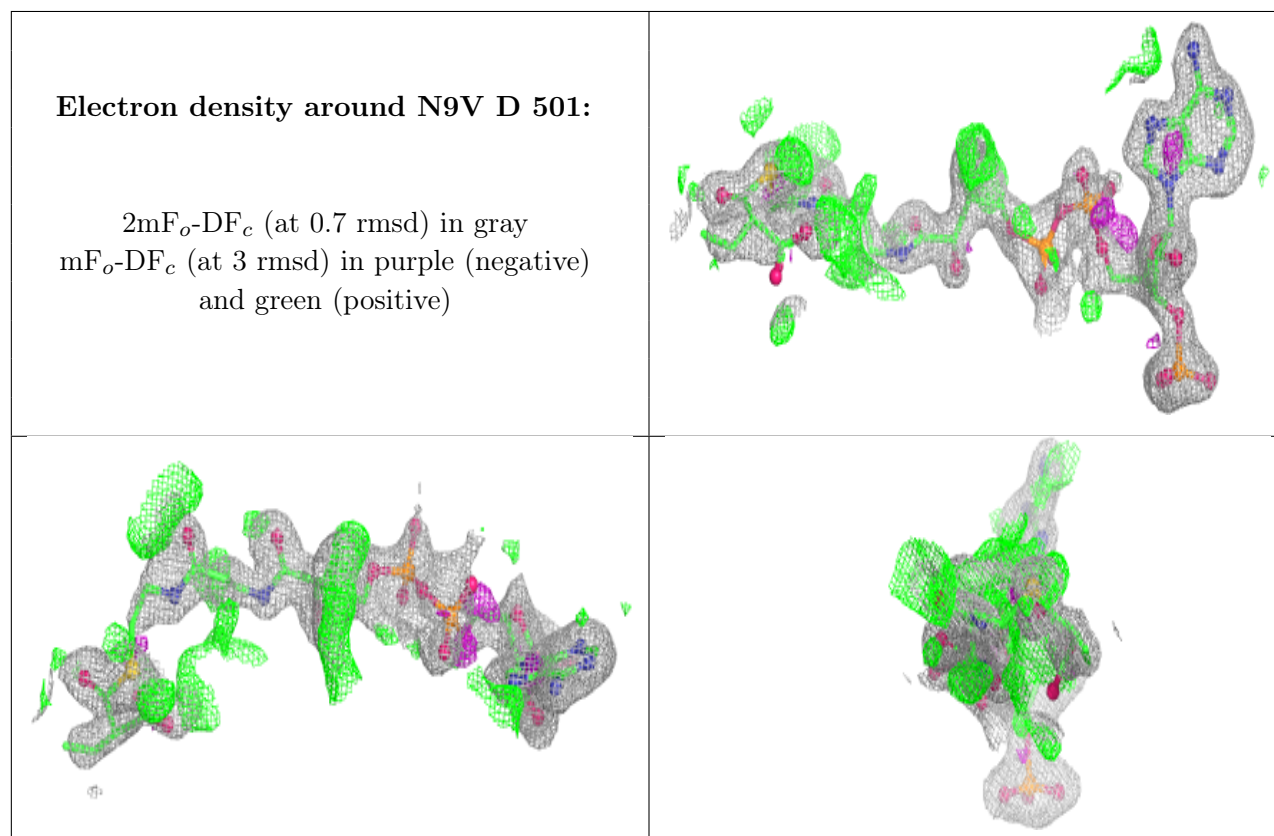 Electron density around N9V D 501:
2mFo-DFc (at 0.7 rmsd) in gray
mFo-DFc (at 3 rmsd) in purple (negative)
and green (positive)